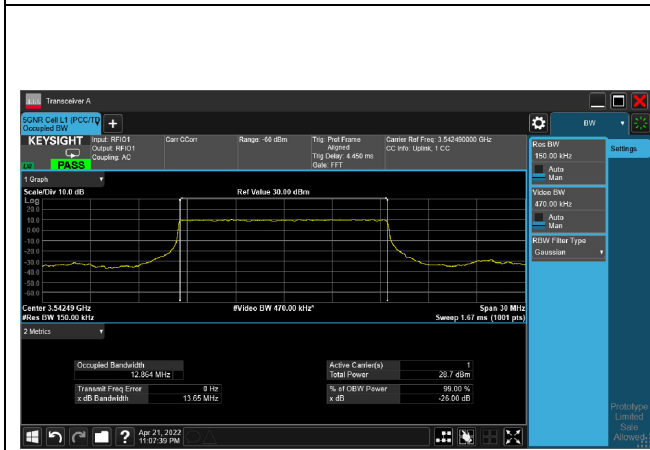 Transceiver A
5GNR Cell L1 (PCC/TD
Occupied BW
+
BW
KEYSIGHT
Input: RFIO1
Output: RFIO1
Coupling: AC
Corr CCorr
Range: -60 dBm
Trig: Pref Frame
Aligned
Trig Delay: 4.450 ms
Gate: FFT
Carrier Ref Freq: 3.542490000 GHz
CC Info: Uplink, 1 CC
PASS
1 Graph
Scale/Div 10.0 dB
Ref Value 30.00 dBm
Log
20.0
10.0
0.00
-10.0
-20.0
-30.0
-40.0
-50.0
-60.0
Center 3.54249 GHz
#Video BW 470.00 kHz*
Span 30 MHz
#Res BW 150.00 kHz
Sweep 1.67 ms (1001 pts)
2 Metrics
Occupied Bandwidth
12.864 MHz
Active Carrier(s) 1
Total Power 28.7 dBm
Transmit Freq Error 0 Hz
x dB Bandwidth 13.65 MHz
% of OBW Power 99.00 %
x dB -26.00 dB
Res BW
150.00 kHz
Auto
Man
Video BW
470.00 kHz
Auto
Man
RBW Filter Type
Gaussian
Settings
Prototype
Limited
Sale
Allowed
?
Apr 21, 2022
11:07:39 PM